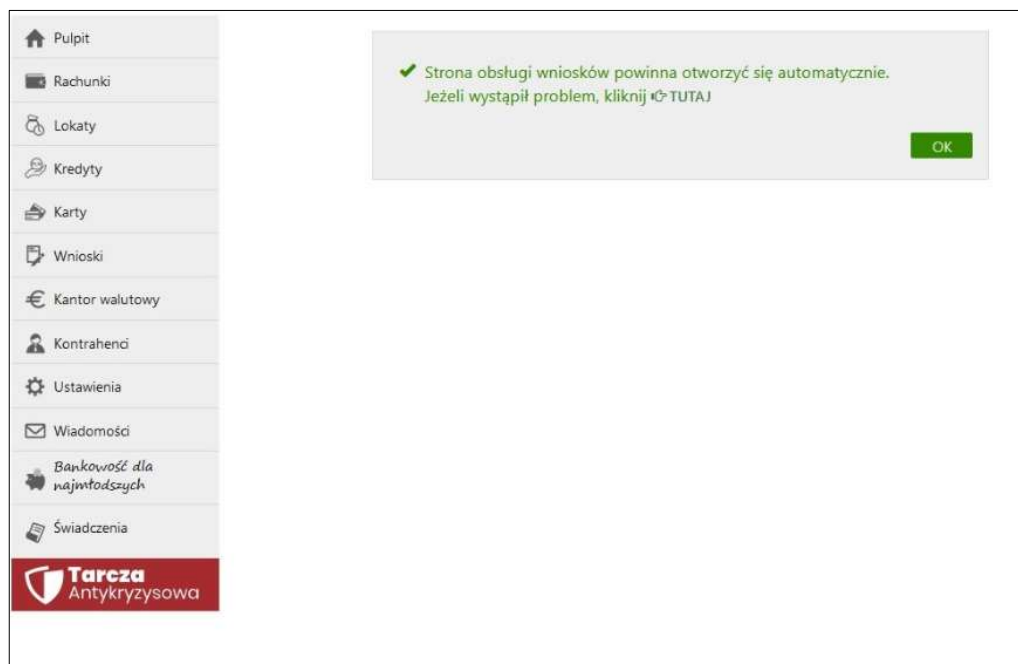 Pulpit
Rachunki
Lokaty
Kredyty
Karty
Wnioski
Kantor walutowy
Kontrahenci
Ustawienia
Wiadomości
Bankowość dla
najmłodszych
Świadczenia
Tarcza
Antykryzysowa
Strona obsługi wniosków powinna otworzyć się automatycznie.
Jeżeli wystąpił problem, kliknij TUTAJ
OK